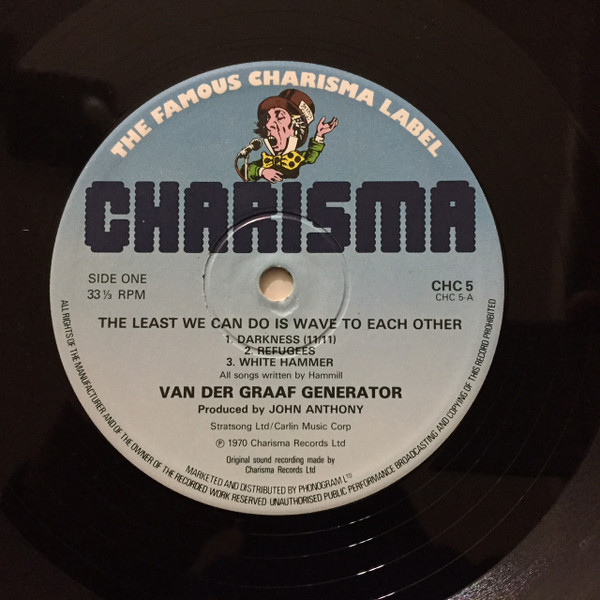 THE FAMOUS CHARISMA LABEL
CHARISMA
SIDE ONE
33 ⅓ RPM
CHC 5
CHC 5-A
THE LEAST WE CAN DO IS WAVE TO EACH OTHER
1. DARKNESS (11/11)
2. REFUGEES
3. WHITE HAMMER
All songs written by Hammill
VAN DER GRAAF GENERATOR
Produced by JOHN ANTHONY
Stratsong Ltd/Carlin Music Corp
℗ 1970 Charisma Records Ltd
Original sound recording made by
Charisma Records Ltd
MARKETED AND DISTRIBUTED BY PHONOGRAM LTD
ALL RIGHTS OF THE MANUFACTURER AND OF THE OWNER OF THE RECORDED WORK RESERVED·UNAUTHORISED PUBLIC PERFORMANCE BROADCASTING AND COPYING OF THIS RECORD PROHIBITED